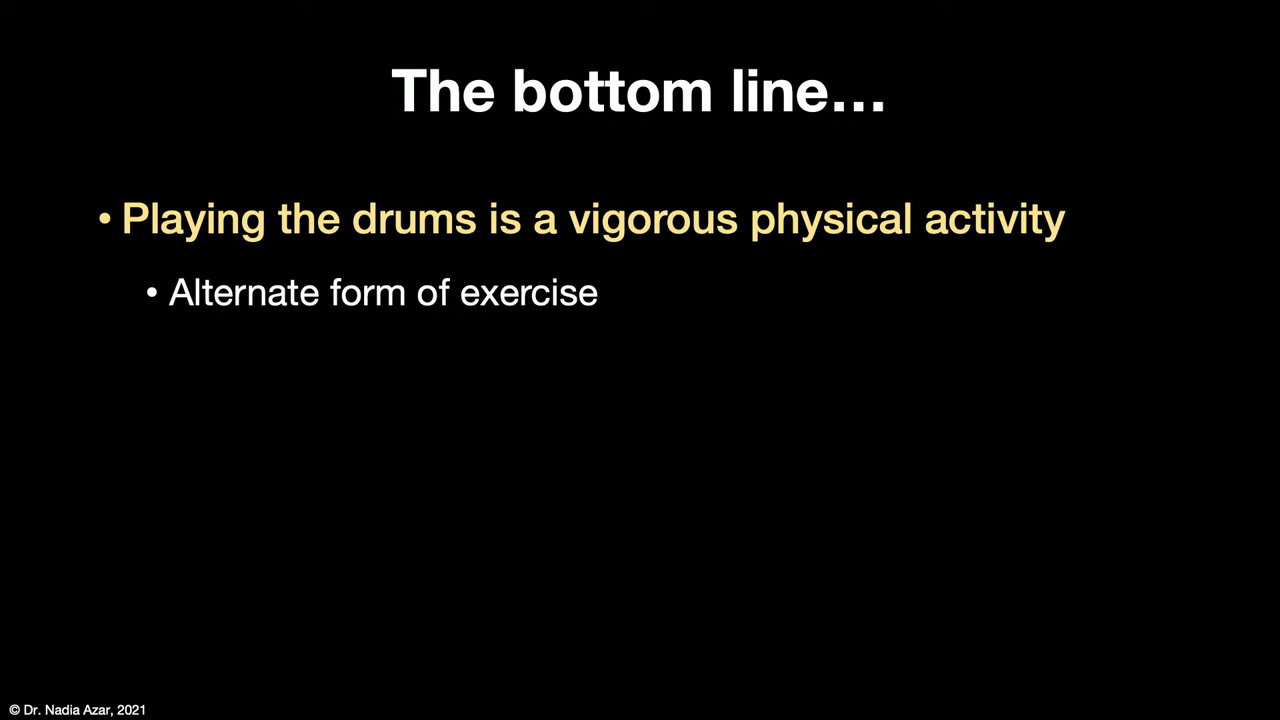 The bottom line…
• Playing the drums is a vigorous physical activity
• Alternate form of exercise
© Dr. Nadia Azar, 2021